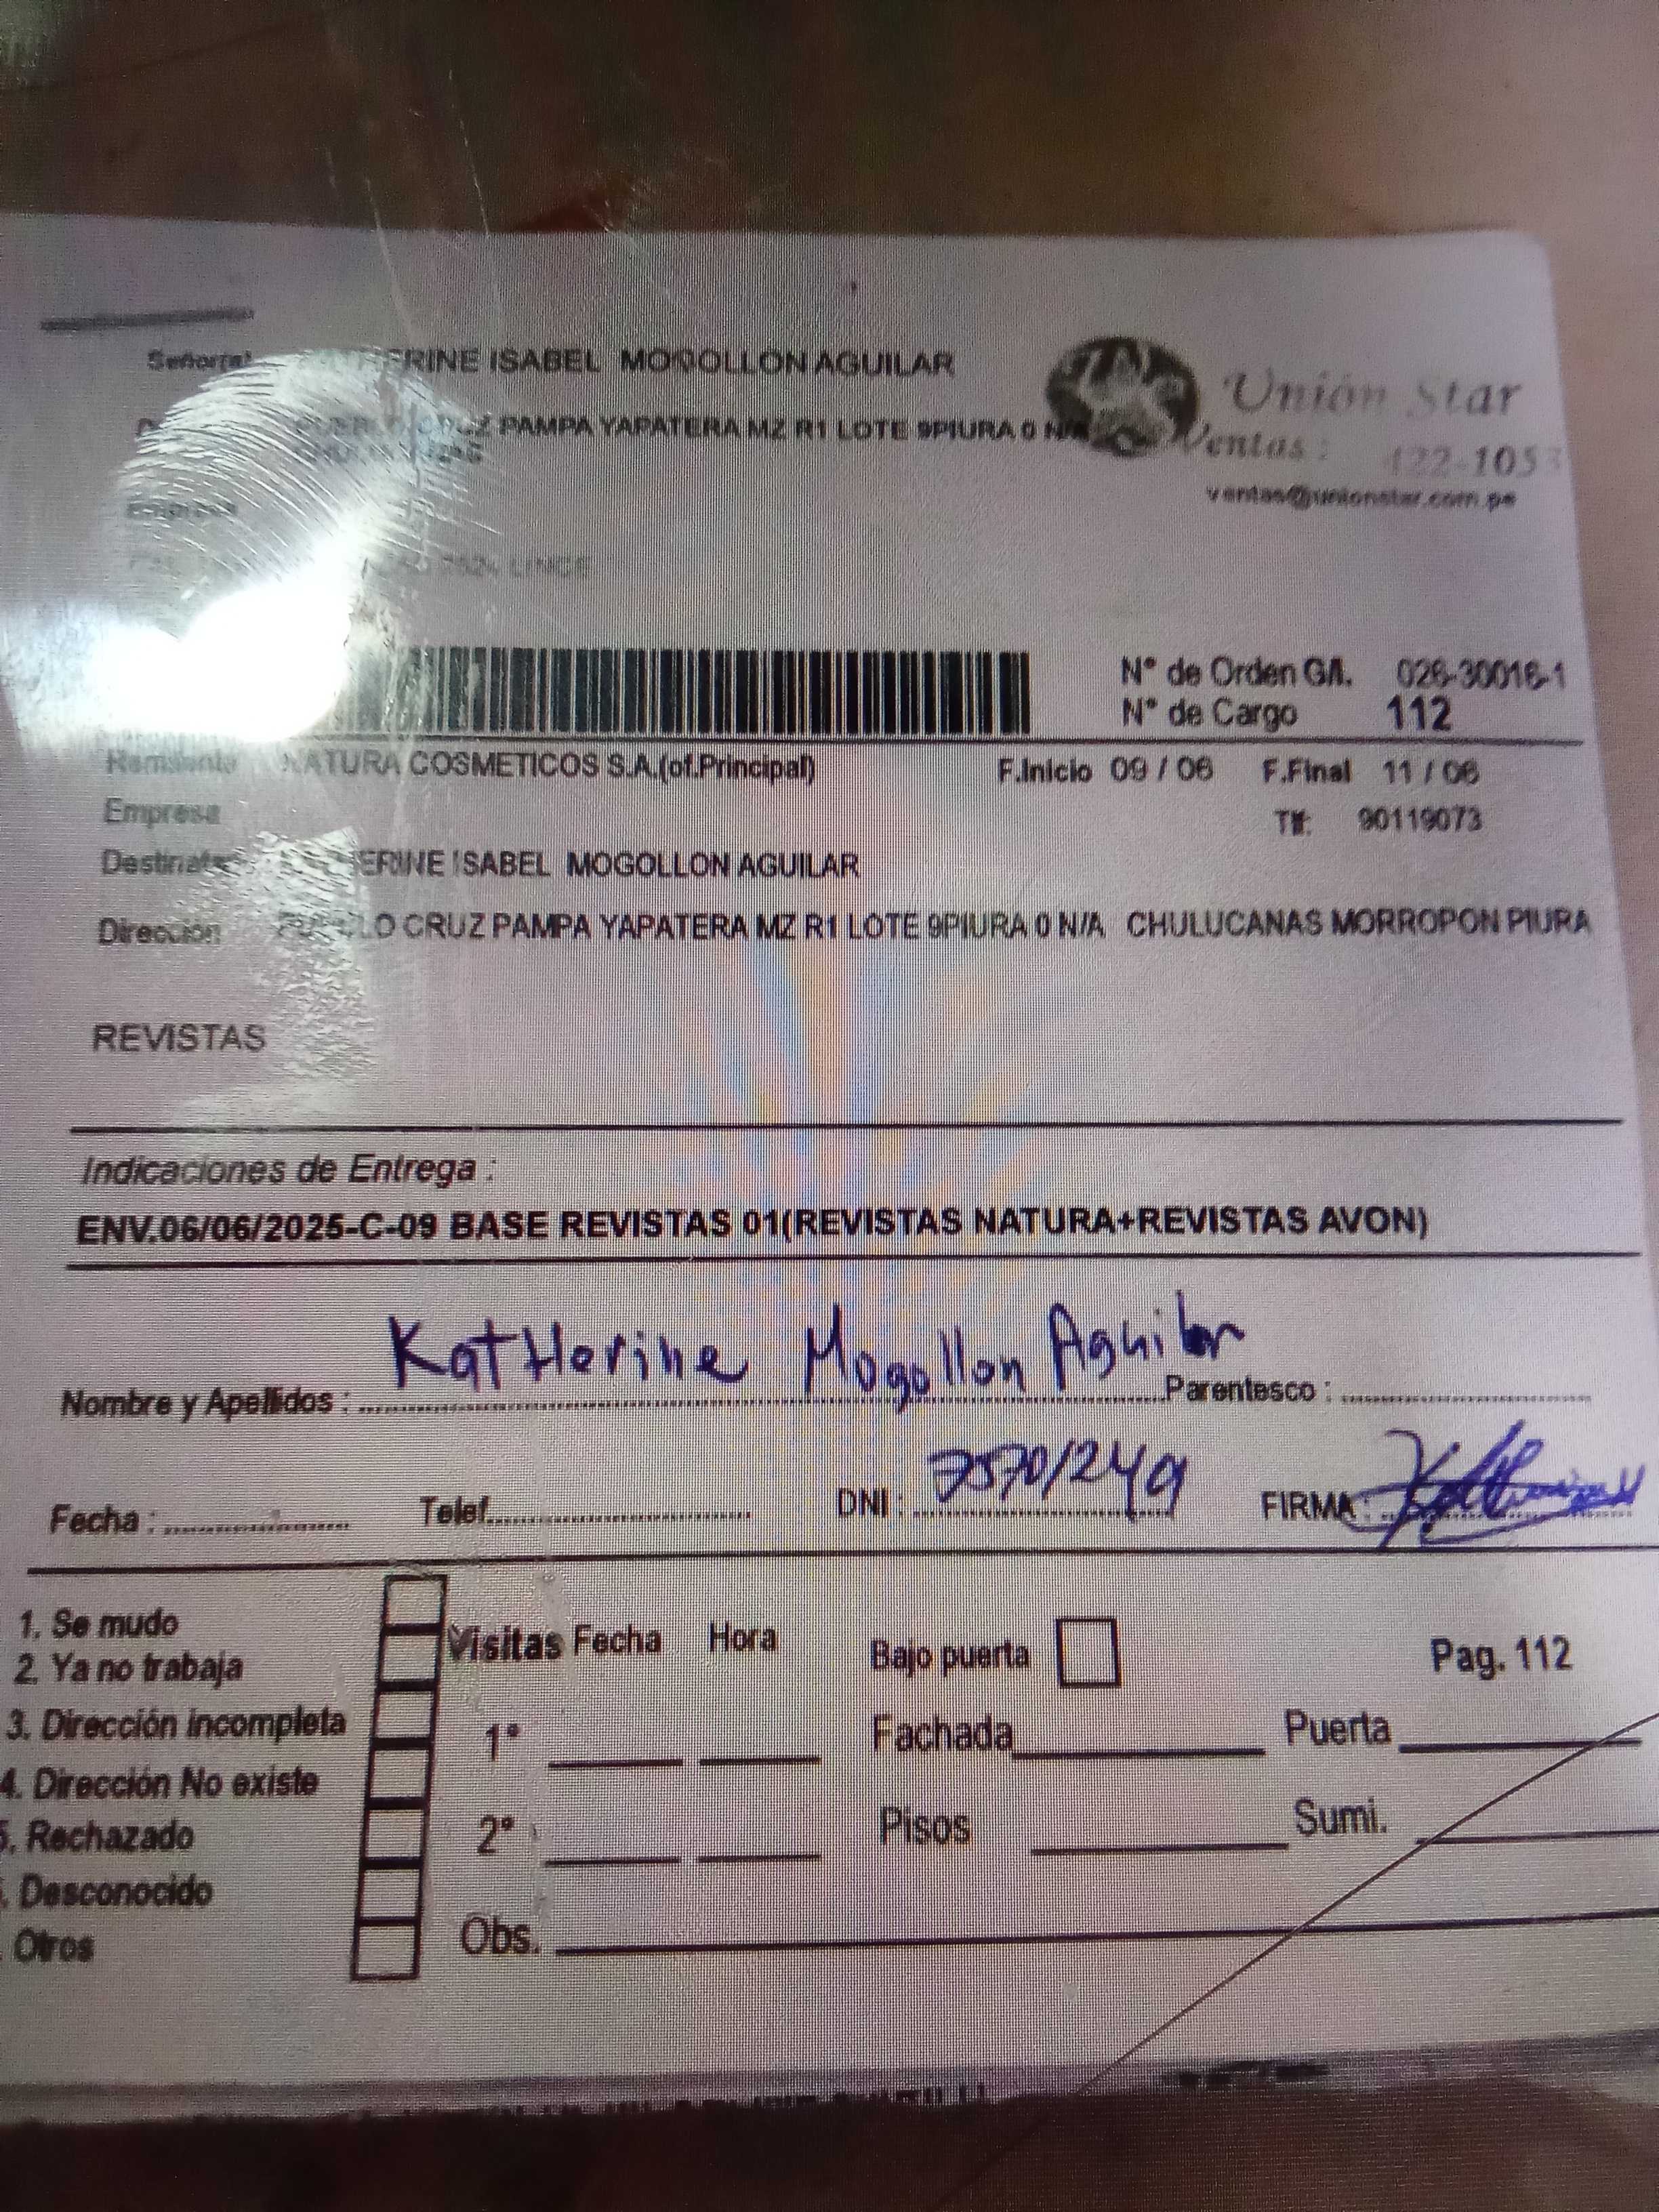 ERINE ISABEL MOGOLLON AGUILAR
Unión Star
PAMPA YAPATERA MZ R1 LOTE 9PIURA 0
Ventas : 422-105
ventas@unionstar.com.pe
LINCE
N° de Orden GA. 026-30016-1
N° de Cargo 112
NATURA COSMETICOS S.A.(of.Principal) F.Inicio 09 / 06 F.Final 11 / 06
Empresa
Tlf: 90119073
ERINE ISABEL MOGOLLON AGUILAR
Dirección LO CRUZ PAMPA YAPATERA MZ R1 LOTE 9PIURA 0 N/A CHULUCANAS MORROPON PIURA
REVISTAS
Indicaciones de Entrega :
ENV.06/06/2025-C-09 BASE REVISTAS 01(REVISTAS NATURA+REVISTAS AVON)
Nombre y Apellidos : Katherine Mogollon Aguilar Parentesco :
Fecha : Telef. DNI : 75701249 FIRMA :
1. Se mudo
2. Ya no trabaja
3. Dirección incompleta
4. Dirección No existe
5. Rechazado
Desconocido
Otros
Visitas Fecha Hora
1°
2°
Obs.
Bajo puerta Pag. 112
Fachada Puerta
Pisos Sumi.